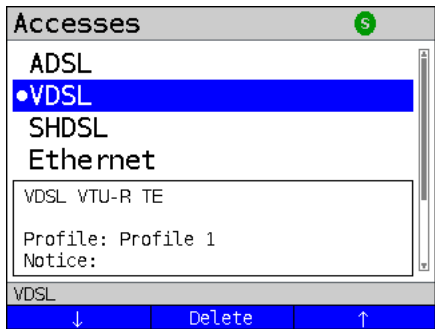 Accesses S
ADSL
•VDSL
SHDSL
Ethernet
VDSL VTU-R TE
Profile: Profile 1
Notice:
VDSL
↓ Delete ↑